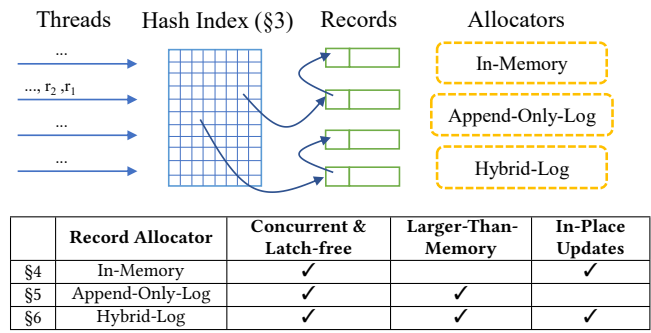 Threads Hash Index (§3) Records Allocators
...
..., r2 ,r1
...
...
In-Memory
Append-Only-Log
Hybrid-Log
Record Allocator Concurrent & Latch-free Larger-Than-Memory In-Place Updates
§4 In-Memory ✓ ✓
§5 Append-Only-Log ✓ ✓
§6 Hybrid-Log ✓ ✓ ✓